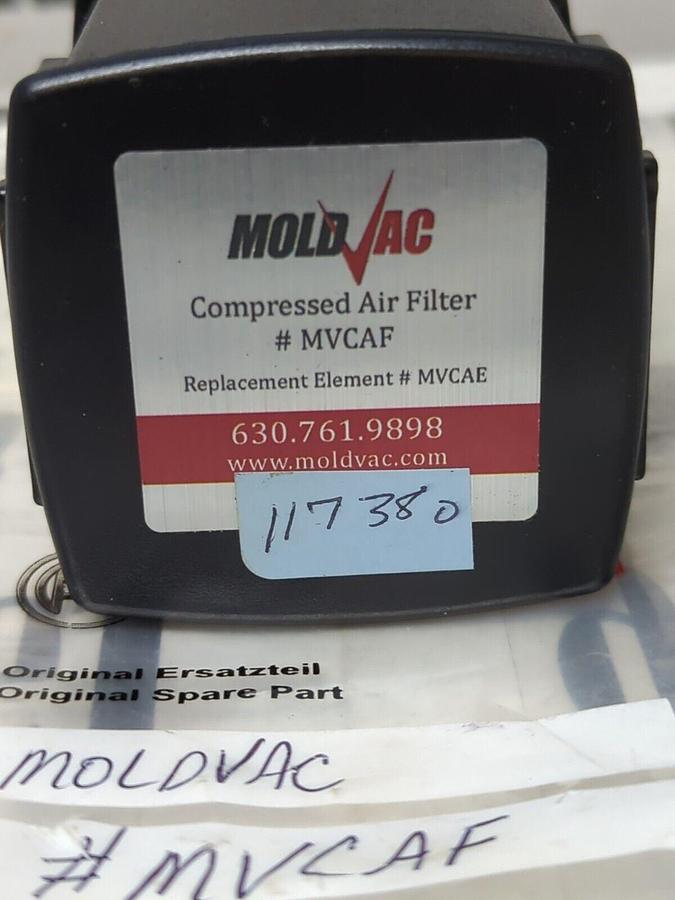 MOLDVAC
Compressed Air Filter
# MVCAF
Replacement Element # MVCAE
630.761.9898
www.moldvac.com
117380
Original Ersatzteil
Original Spare Part
MOLDVAC
#MVCAF